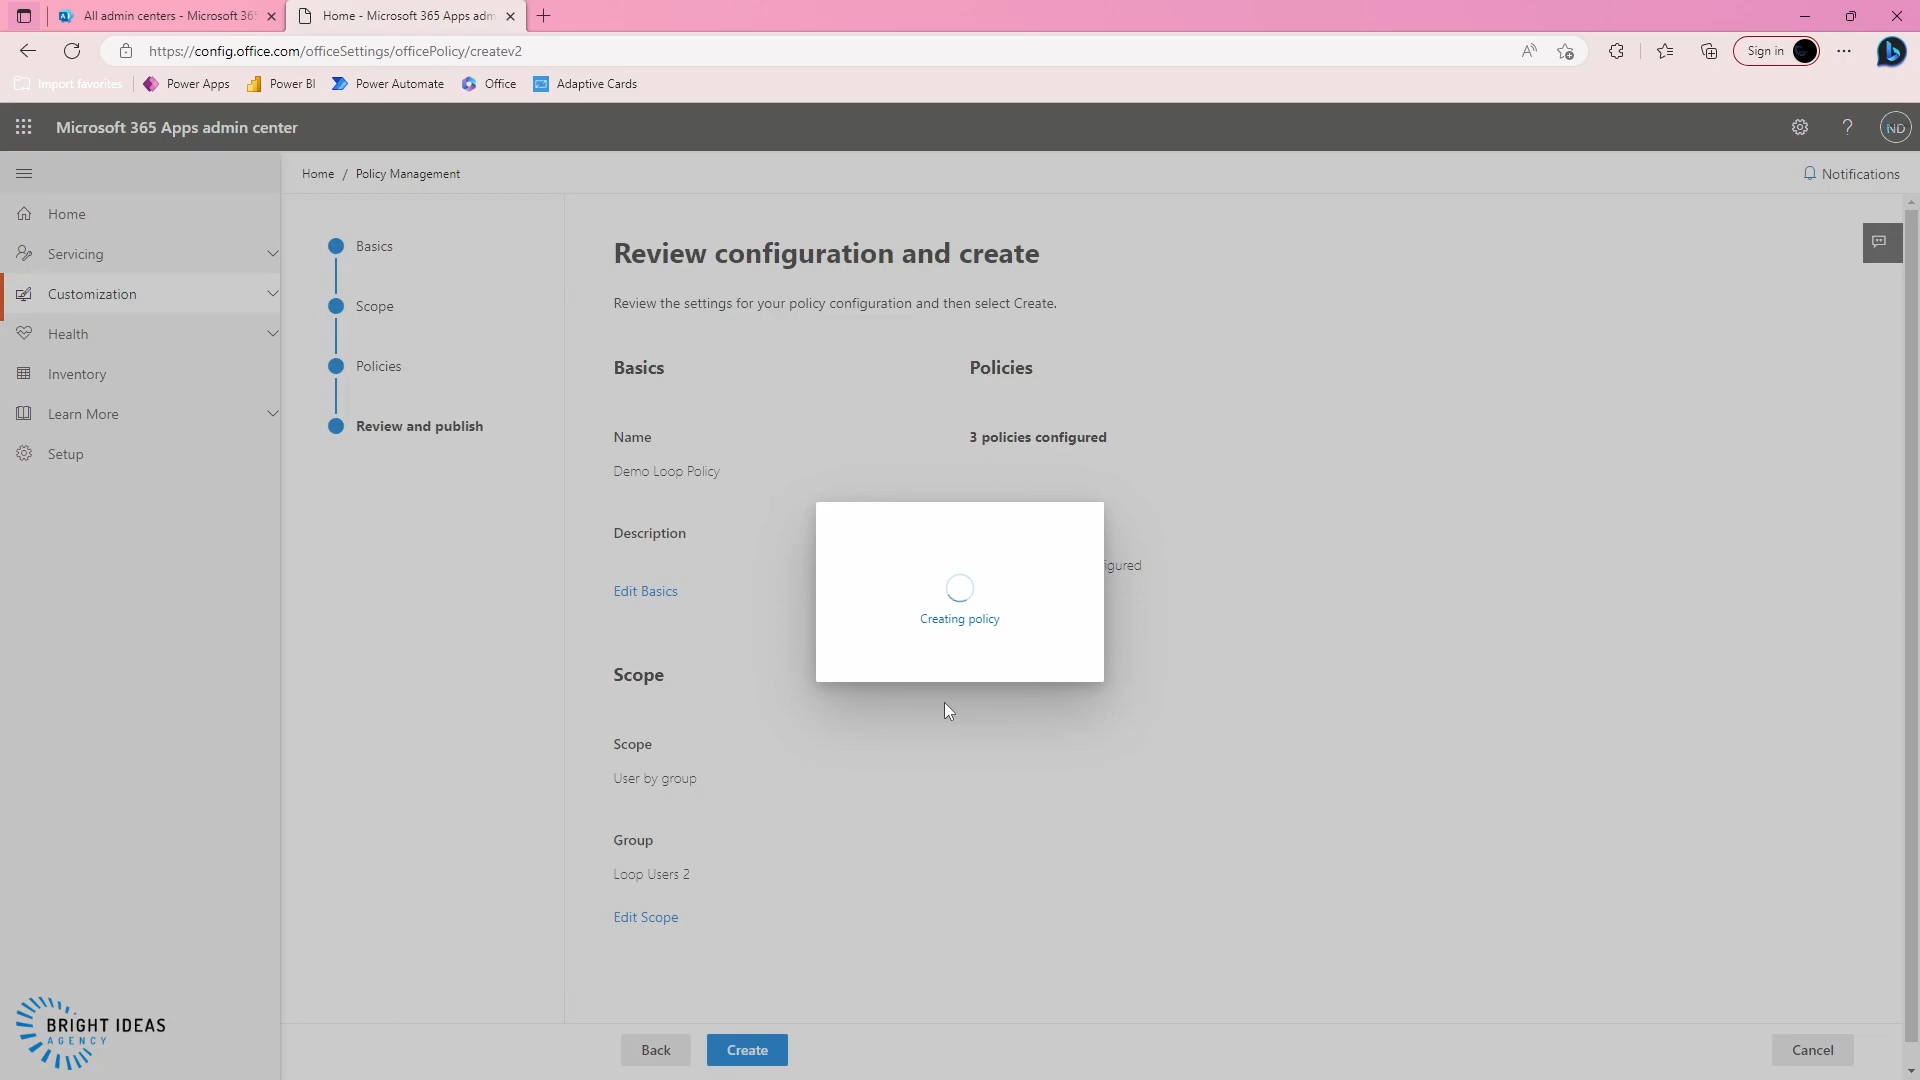 All admin centers - Microsoft 36
Home - Microsoft 365 Apps adm
https://config.office.com/officeSettings/officePolicy/createv2
Sign in
Import favorites
Power Apps
Power BI
Power Automate
Office
Adaptive Cards
Microsoft 365 Apps admin center
ND
Home / Policy Management
Notifications
Home
Servicing
Customization
Health
Inventory
Learn More
Setup
Basics
Scope
Policies
Review and publish
Review configuration and create
Review the settings for your policy configuration and then select Create.
Basics
Name
Demo Loop Policy
Description
Edit Basics
Scope
Scope
User by group
Group
Loop Users 2
Edit Scope
Policies
3 policies configured
igured
Creating policy
Back
Create
Cancel
BRIGHT IDEAS
AGENCY